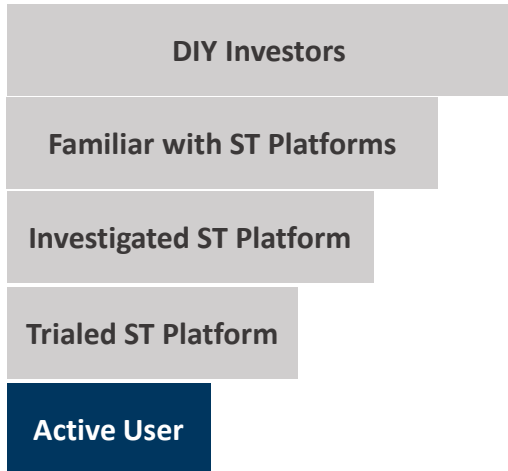 DIY Investors
Familiar with ST Platforms
Investigated ST Platform
Trialed ST Platform
Active User